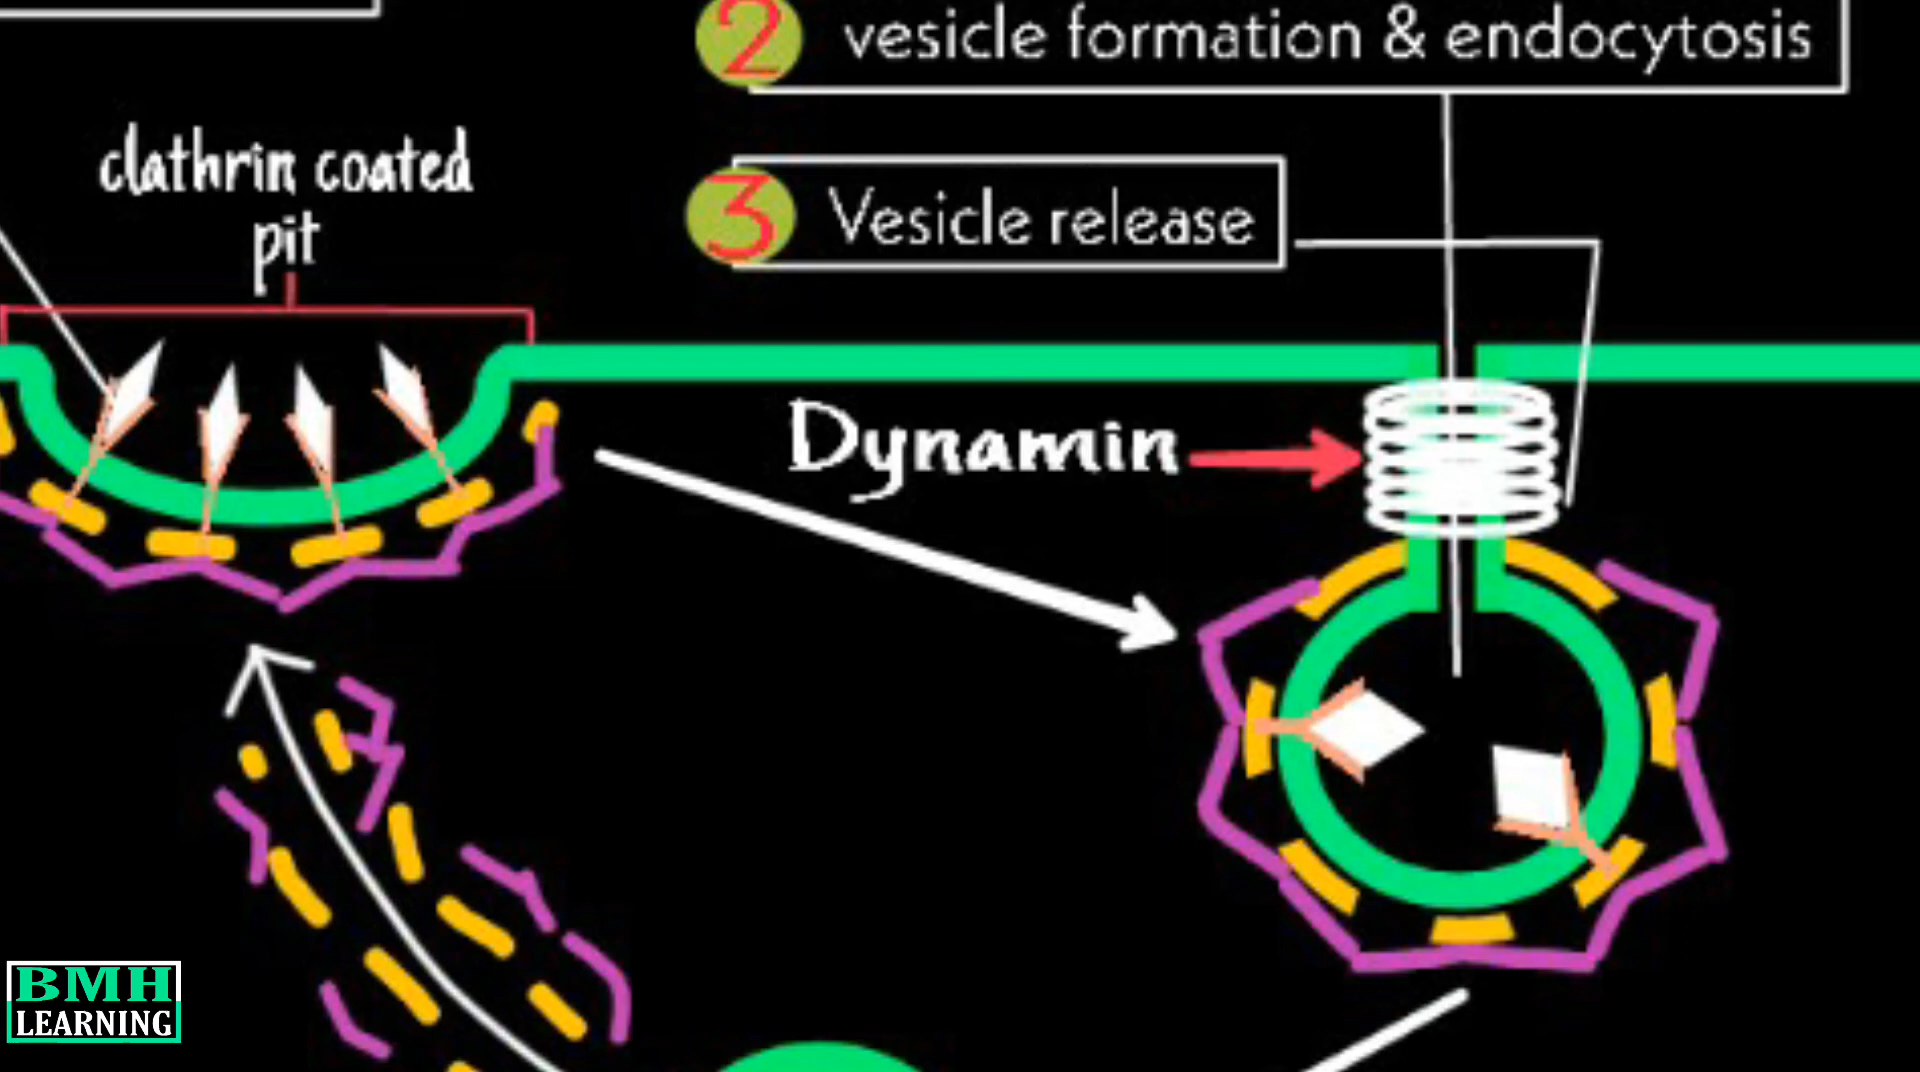 2 vesicle formation & endocytosis
clathrin coated
pit
3 Vesicle release
Dynamin
BMH
LEARNING